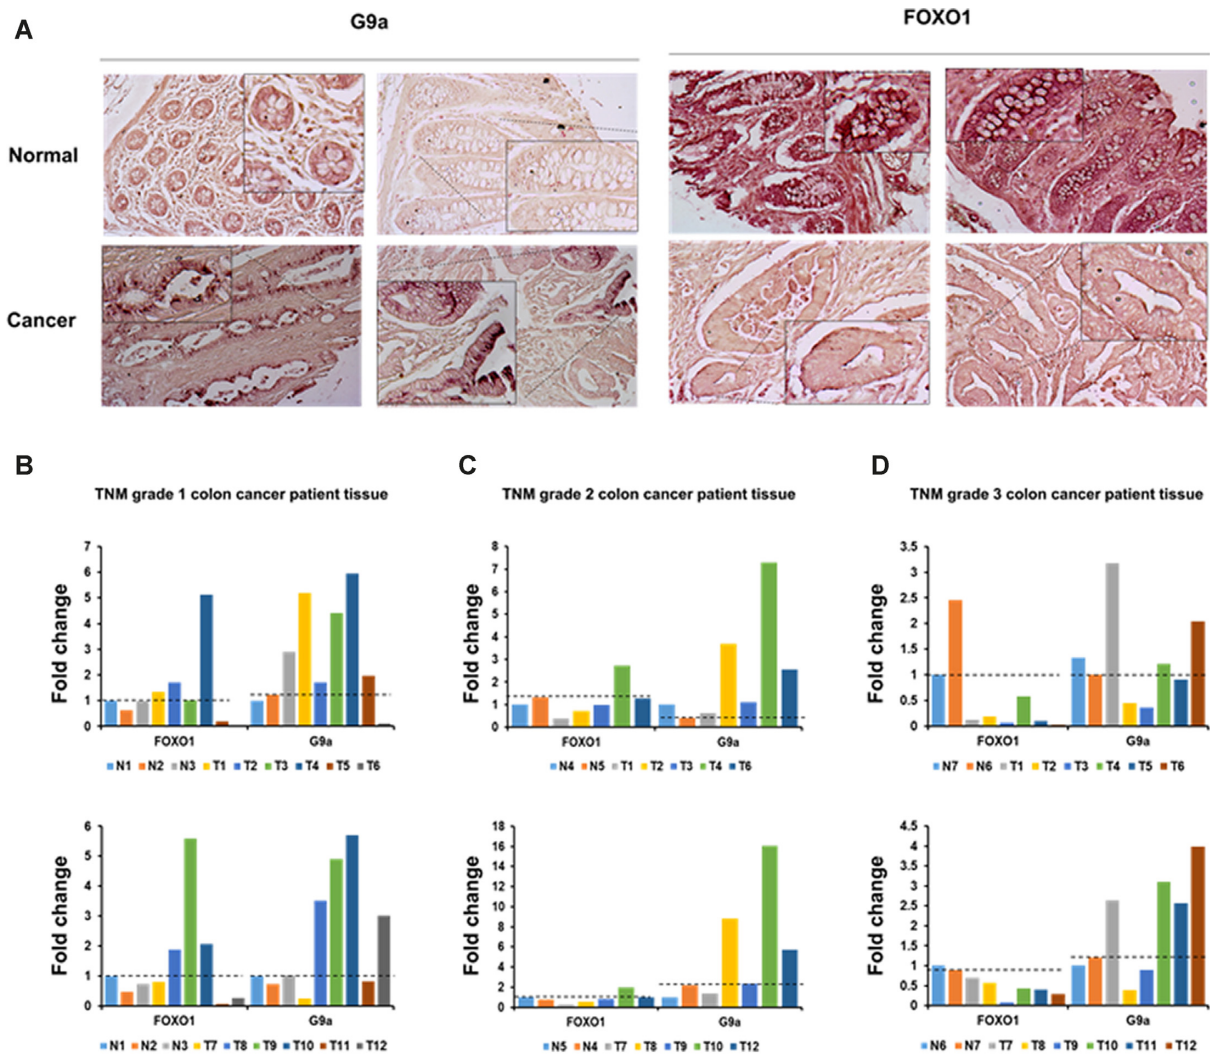 A
G9a
FOXO1
Normal
Cancer
B
C
D
TNM grade 1 colon cancer patient tissue
TNM grade 2 colon cancer patient tissue
TNM grade 3 colon cancer patient tissue
Fold change
7
6
5
4
3
2
1
0
FOXO1 G9a
N1 N2 N3 T1 T2 T3 T4 T5 T6
Fold change
8
7
6
5
4
3
2
1
0
FOXO1 G9a
N4 N5 T1 T2 T3 T4 T6
Fold change
3.5
3
2.5
2
1.5
1
0.5
0
FOXO1 G9a
N7 N6 T1 T2 T3 T4 T5 T6
Fold change
6
5
4
3
2
1
0
FOXO1 G9a
N1 N2 N3 T7 T8 T9 T10 T11 T12
Fold change
18
16
14
12
10
8
6
4
2
0
FOXO1 G9a
N5 N4 T7 T8 T9 T10 T12
Fold change
4.5
4
3.5
3
2.5
2
1.5
1
0.5
0
FOXO1 G9a
N6 N7 T7 T8 T9 T10 T11 T12